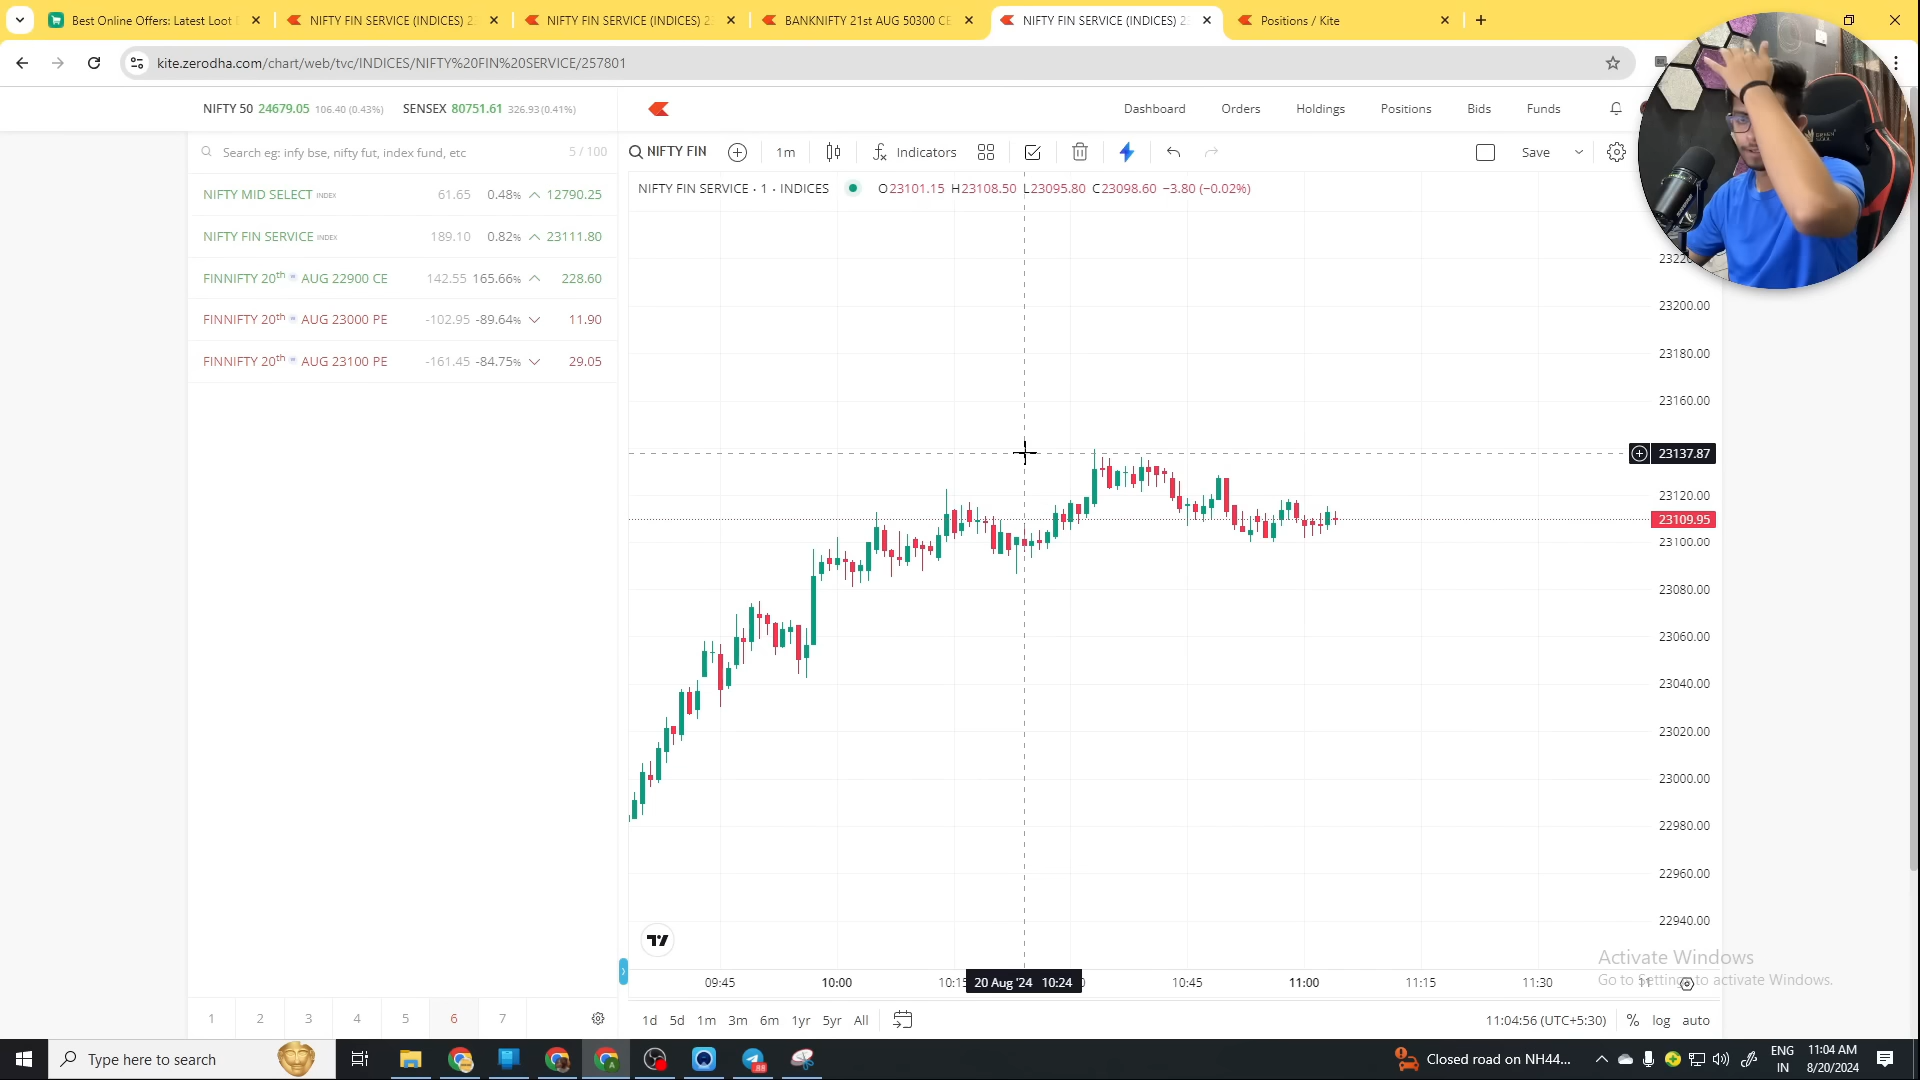 Best Online Offers: Latest Loot
NIFTY FIN SERVICE (INDICES) 2
NIFTY FIN SERVICE (INDICES) 2
BANKNIFTY 21st AUG 50300 CE
NIFTY FIN SERVICE (INDICES) 2
Positions / Kite
kite.zerodha.com/chart/web/tvc/INDICES/NIFTY%20FIN%20SERVICE/257801
NIFTY 50 24679.05 106.40 (0.43%) SENSEX 80751.61 326.93 (0.41%)
Dashboard Orders Holdings Positions Bids Funds
Search eg: infy bse, nifty fut, index fund, etc 5 / 100
NIFTY FIN 1m Indicators Save
NIFTY FIN SERVICE · 1 · INDICES O23101.15 H23108.50 L23095.80 C23098.60 −3.80 (−0.02%)
NIFTY MID SELECT INDEX 61.65 0.48% 12790.25
NIFTY FIN SERVICE INDEX 189.10 0.82% 23111.80
FINNIFTY 20th AUG 22900 CE 142.55 165.66% 228.60
FINNIFTY 20th AUG 23000 PE -102.95 -89.64% 11.90
FINNIFTY 20th AUG 23100 PE -161.45 -84.75% 29.05
23200.00
23180.00
23160.00
23137.87
23120.00
23109.95
23100.00
23080.00
23060.00
23040.00
23020.00
23000.00
22980.00
22960.00
22940.00
Activate Windows
Go to Settings to activate Windows.
09:45 10:00 10:15 20 Aug '24 10:24 10:45 11:00 11:15 11:30
1 2 3 4 5 6 7
1d 5d 1m 3m 6m 1yr 5yr All
11:04:56 (UTC+5:30) % log auto
Type here to search
88
Closed road on NH44...
ENG
IN
11:04 AM
8/20/2024